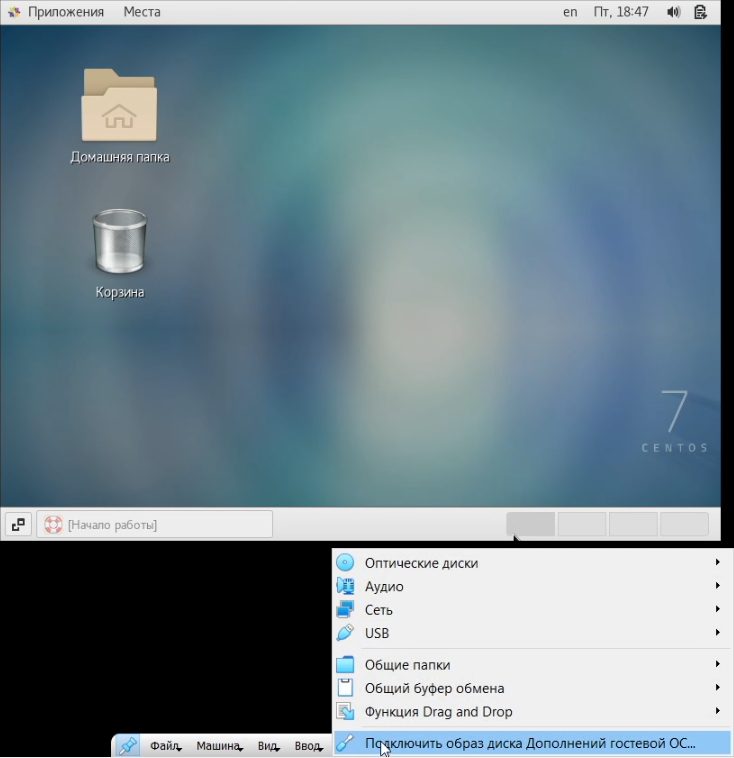 Приложения Места en Пт, 18:47
Домашняя папка
Корзина
7
CENTOS
[Начало работы]
Оптические диски
Аудио
Сеть
USB
Общие папки
Общий буфер обмена
Функция Drag and Drop
Подключить образ диска Дополнений гостевой ОС...
Файл Машина Вид Ввод